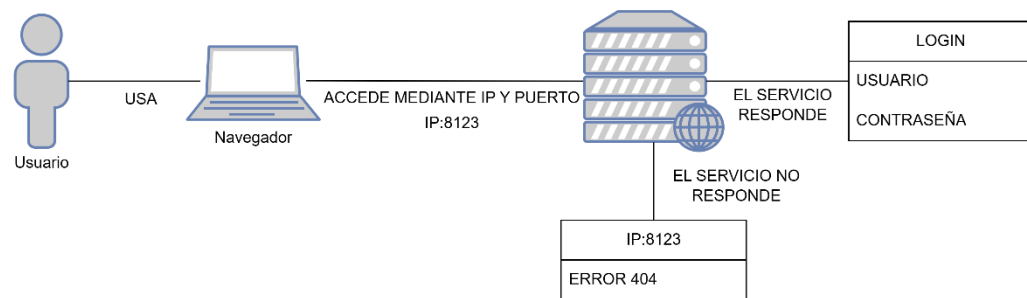 Usuario
USA
Navegador
ACCEDE MEDIANTE IP Y PUERTO
IP:8123
EL SERVICIO
RESPONDE
LOGIN
USUARIO
CONTRASEÑA
EL SERVICIO NO
RESPONDE
IP:8123
ERROR 404